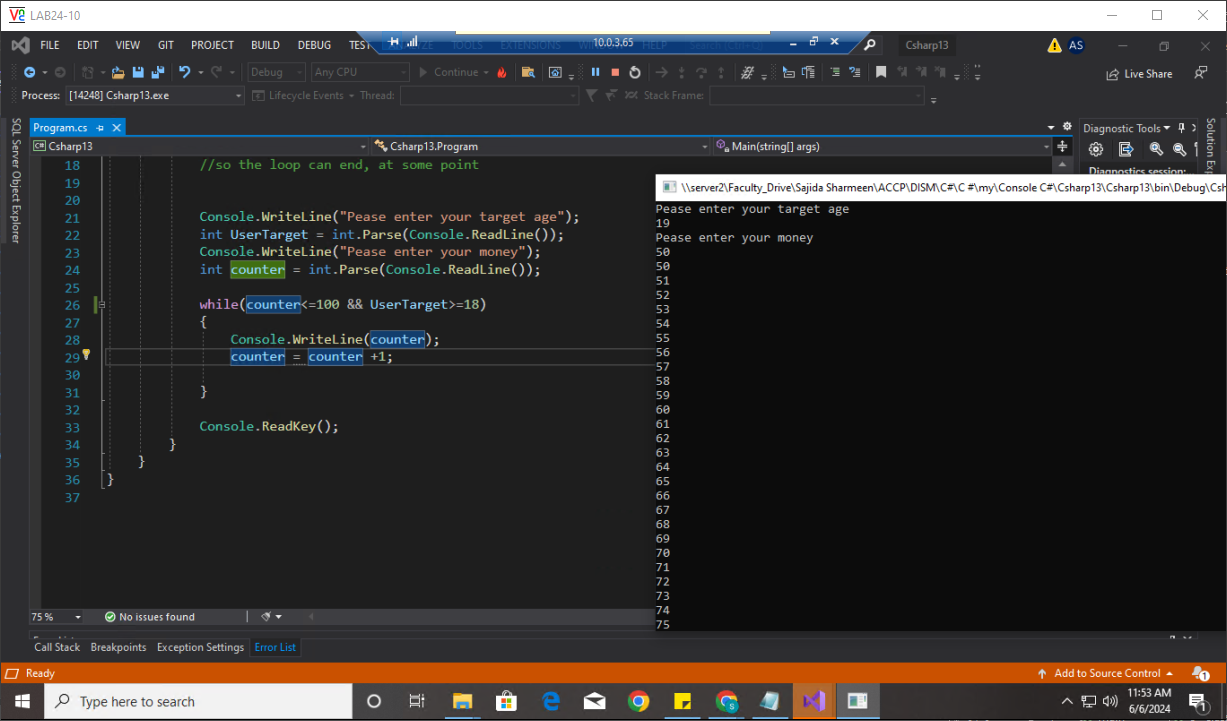 LAB24-10
FILE EDIT VIEW GIT PROJECT BUILD DEBUG TEST
10.0.3.65
Csharp13
AS
Debug Any CPU Continue
Live Share
Process: [14248] Csharp13.exe Lifecycle Events Thread: Stack Frame:
SQL Server Object Explorer
Program.cs
Diagnostic Tools
Csharp13 Csharp13.Program Main(string[] args)
Diagnostics session:
Solution Exp
18 //so the loop can end, at some point
19
20
21 Console.WriteLine("Pease enter your target age");
22 int UserTarget = int.Parse(Console.ReadLine());
23 Console.WriteLine("Pease enter your money");
24 int counter = int.Parse(Console.ReadLine());
25
26 while(counter<=100 && UserTarget>=18)
27 {
28 Console.WriteLine(counter);
29 counter = counter +1;
30
31 }
32
33 Console.ReadKey();
34 }
35 }
36 }
37
\\server2\Faculty_Drive\Sajida Sharmeen\ACCP\DISM\C#\C #\my\Console C#\Csharp13\Csharp13\bin\Debug\Csh
Pease enter your target age
19
Pease enter your money
50
50
51
52
53
54
55
56
57
58
59
60
61
62
63
64
65
66
67
68
69
70
71
72
73
74
75
75 % No issues found
Call Stack Breakpoints Exception Settings Error List
Ready
Add to Source Control
1
Type here to search
11:53 AM
6/6/2024
1